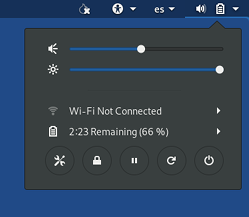 es
Wi-Fi Not Connected
2:23 Remaining (66 %)